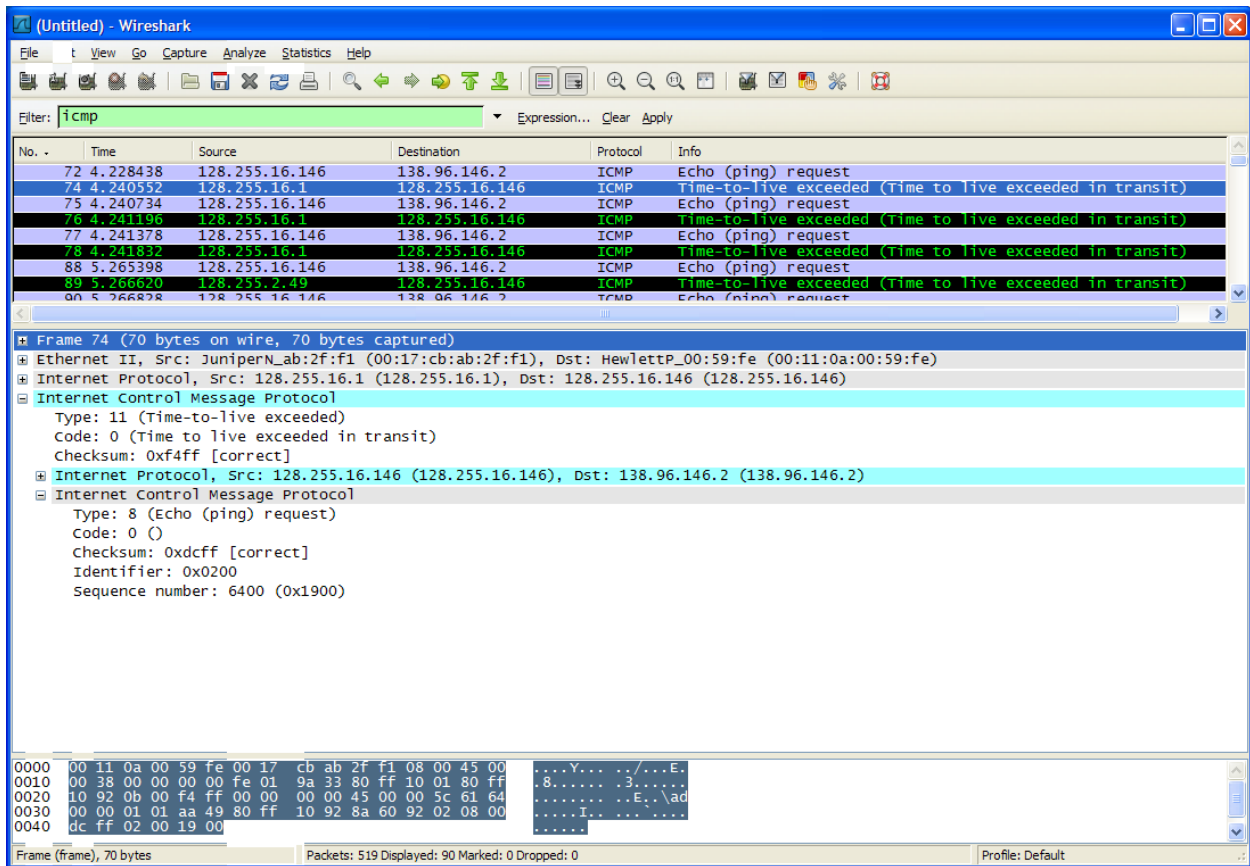 (Untitled) - Wireshark
File t View Go Capture Analyze Statistics Help
Filter: icmp Expression... Clear Apply
No. - Time Source Destination Protocol Info
72 4.228438 128.255.16.146 138.96.146.2 ICMP Echo (ping) request
74 4.240552 128.255.16.1 128.255.16.146 ICMP Time-to-live exceeded (Time to live exceeded in transit)
75 4.240734 128.255.16.146 138.96.146.2 ICMP Echo (ping) request
76 4.241196 128.255.16.1 128.255.16.146 ICMP Time-to-live exceeded (Time to live exceeded in transit)
77 4.241378 128.255.16.146 138.96.146.2 ICMP Echo (ping) request
78 4.241832 128.255.16.1 128.255.16.146 ICMP Time-to-live exceeded (Time to live exceeded in transit)
88 5.265398 128.255.16.146 138.96.146.2 ICMP Echo (ping) request
89 5.266620 128.255.2.49 128.255.16.146 ICMP Time-to-live exceeded (Time to live exceeded in transit)
90 5.266828 128.255.16.146 138.96.146.2 ICMP Echo (ping) request
Frame 74 (70 bytes on wire, 70 bytes captured)
Ethernet II, Src: JuniperN_ab:2f:f1 (00:17:cb:ab:2f:f1), Dst: HewlettP_00:59:fe (00:11:0a:00:59:fe)
Internet Protocol, Src: 128.255.16.1 (128.255.16.1), Dst: 128.255.16.146 (128.255.16.146)
Internet Control Message Protocol
Type: 11 (Time-to-live exceeded)
Code: 0 (Time to live exceeded in transit)
Checksum: 0xf4ff [correct]
Internet Protocol, Src: 128.255.16.146 (128.255.16.146), Dst: 138.96.146.2 (138.96.146.2)
Internet Control Message Protocol
Type: 8 (Echo (ping) request)
Code: 0 ()
Checksum: 0xdcff [correct]
Identifier: 0x0200
Sequence number: 6400 (0x1900)
0000 00 11 0a 00 59 fe 00 17 cb ab 2f f1 08 00 45 00 ....Y... ../...E.
0010 00 38 00 00 00 00 fe 01 9a 33 80 ff 10 01 80 ff .8...... .3......
0020 10 92 0b 00 f4 ff 00 00 00 00 45 00 00 5c 61 64 ........ ..E..\ad
0030 00 00 01 01 aa 49 80 ff 10 92 8a 60 92 02 08 00 .....I.. ...`....
0040 dc ff 02 00 19 00 ......
Frame (frame), 70 bytes Packets: 519 Displayed: 90 Marked: 0 Dropped: 0 Profile: Default